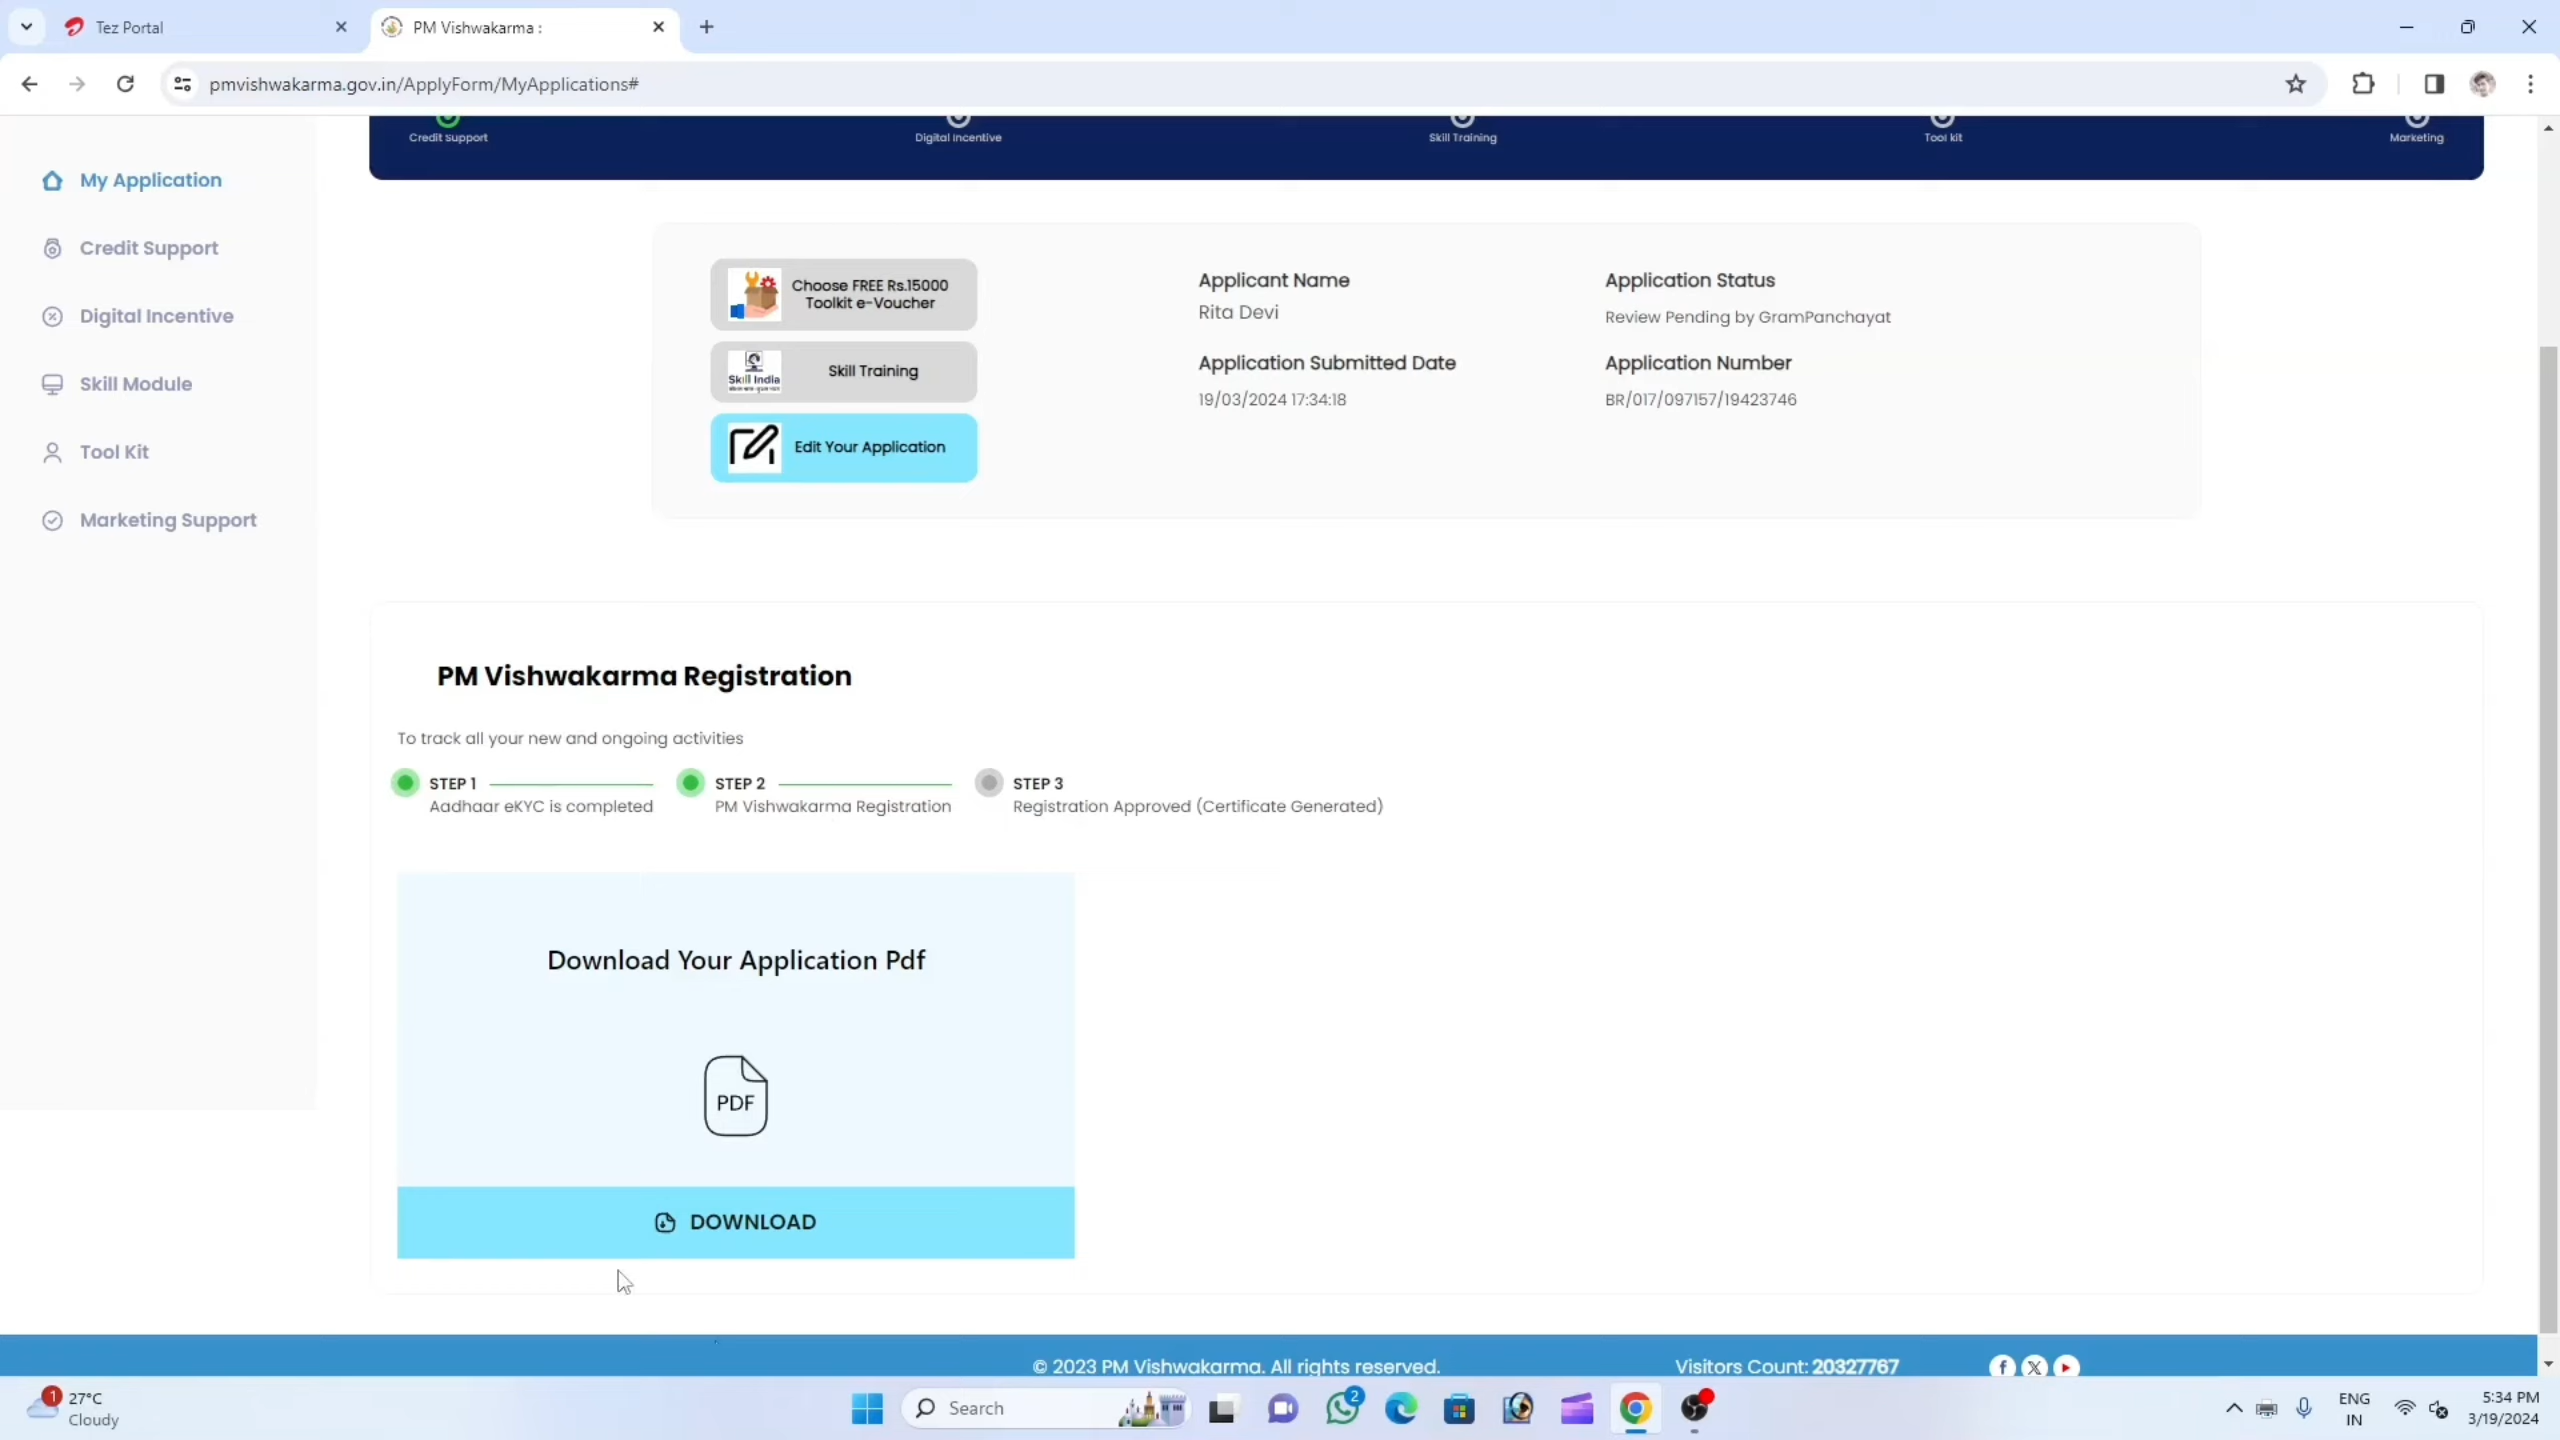 Tez Portal
PM Vishwakarma :
pmvishwakarma.gov.in/ApplyForm/MyApplications#
Credit Support
Digital Incentive
Skill Training
Tool kit
Marketing
My Application
Credit Support
Digital Incentive
Skill Module
Tool Kit
Marketing Support
Choose FREE Rs.15000
Toolkit e-Voucher
Skill India
Skill Training
Edit Your Application
Applicant Name
Rita Devi
Application Status
Review Pending by GramPanchayat
Application Submitted Date
19/03/2024 17:34:18
Application Number
BR/017/097157/19423746
PM Vishwakarma Registration
To track all your new and ongoing activities
STEP 1
Aadhaar eKYC is completed
STEP 2
PM Vishwakarma Registration
STEP 3
Registration Approved (Certificate Generated)
Download Your Application Pdf
PDF
DOWNLOAD
© 2023 PM Vishwakarma. All rights reserved.
Visitors Count: 20327767
1
27°C
Cloudy
Search
2
ENG
IN
5:34 PM
3/19/2024